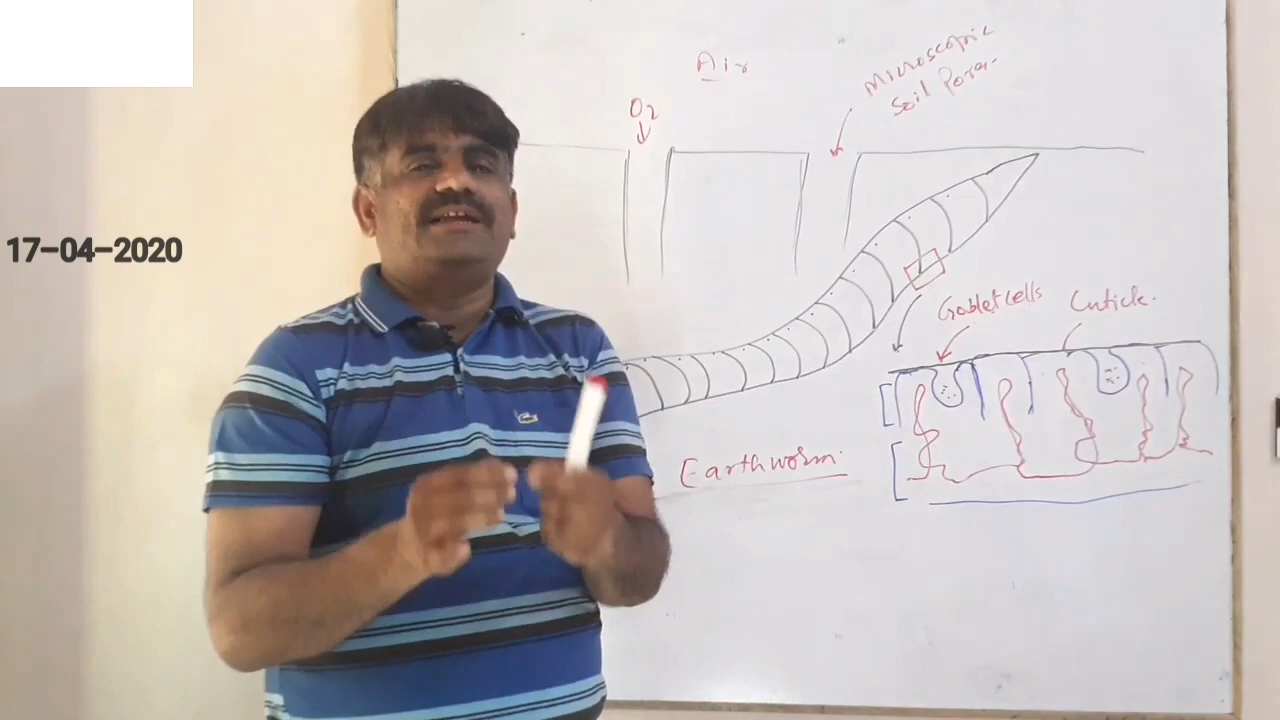 Air
Microscopic
Soil Pores
O2
17-04-2020
Goblet cells
Cuticle.
Earthworm.